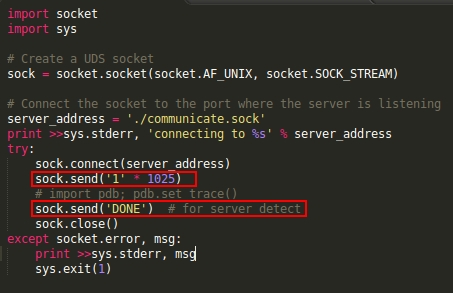 import socket
import sys
# Create a UDS socket
sock = socket.socket(socket.AF_UNIX, socket.SOCK_STREAM)
# Connect the socket to the port where the server is listening
server_address = './communicate.sock'
print >>sys.stderr, 'connecting to %s' % server_address
try:
    sock.connect(server_address)
    sock.send('1' * 1025)
    # import pdb; pdb.set_trace()
    sock.send('DONE')  # for server detect
    sock.close()
except socket.error, msg:
    print >>sys.stderr, msg
    sys.exit(1)